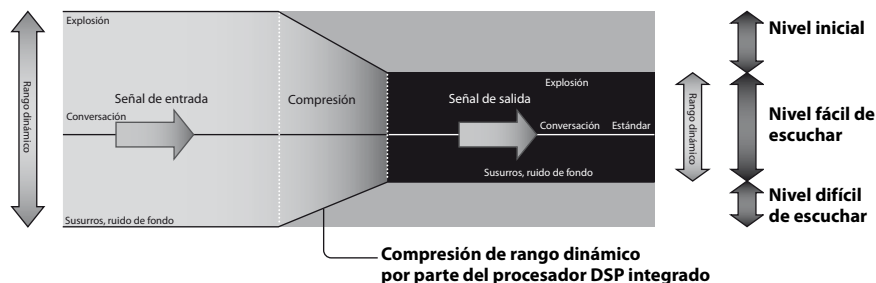 Explosión
Rango dinámico
Señal de entrada
Conversación
Susurros, ruido de fondo
Compresión
Explosión
Señal de salida
Conversación Estándar
Susurros, ruido de fondo
Rango dinámico
Nivel inicial
Nivel fácil de
escuchar
Nivel difícil
de escuchar
Compresión de rango dinámico
por parte del procesador DSP integrado